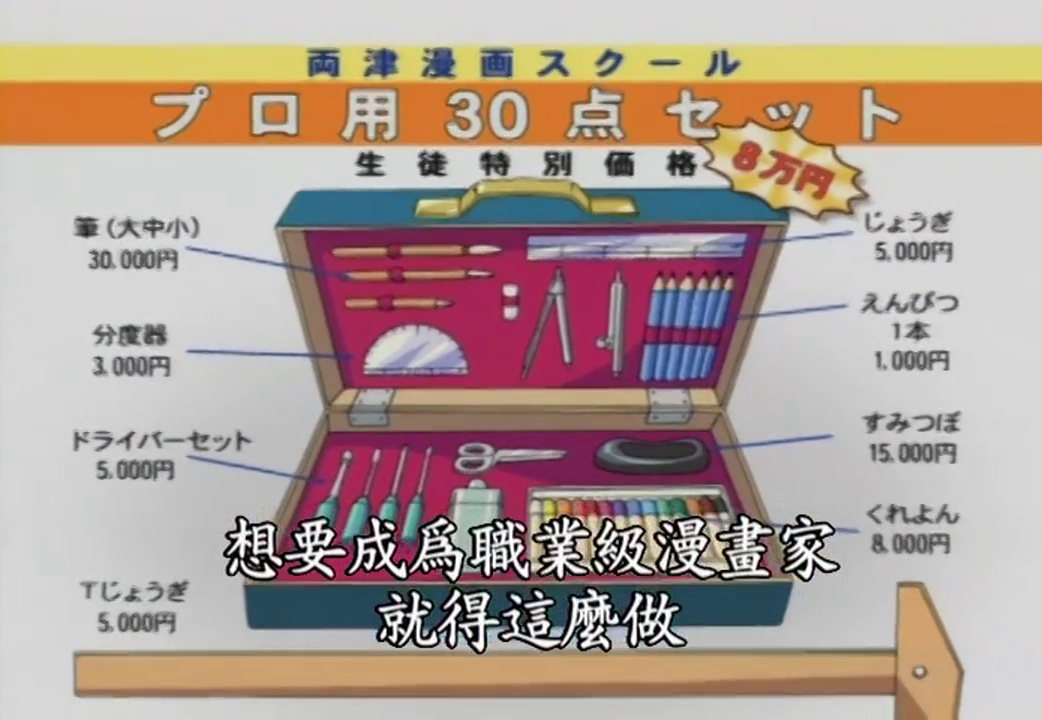 両津漫画スクール
プロ用30点セット
生徒特別価格
8万円
筆(大中小)
30,000円
分度器
3,000円
ドライバーセット
5,000円
Tじょうぎ
5,000円
じょうぎ
5,000円
えんぴつ
1本
1,000円
すみつぼ
15,000円
くれよん
8,000円
想要成爲職業級漫畫家
就得這麼做